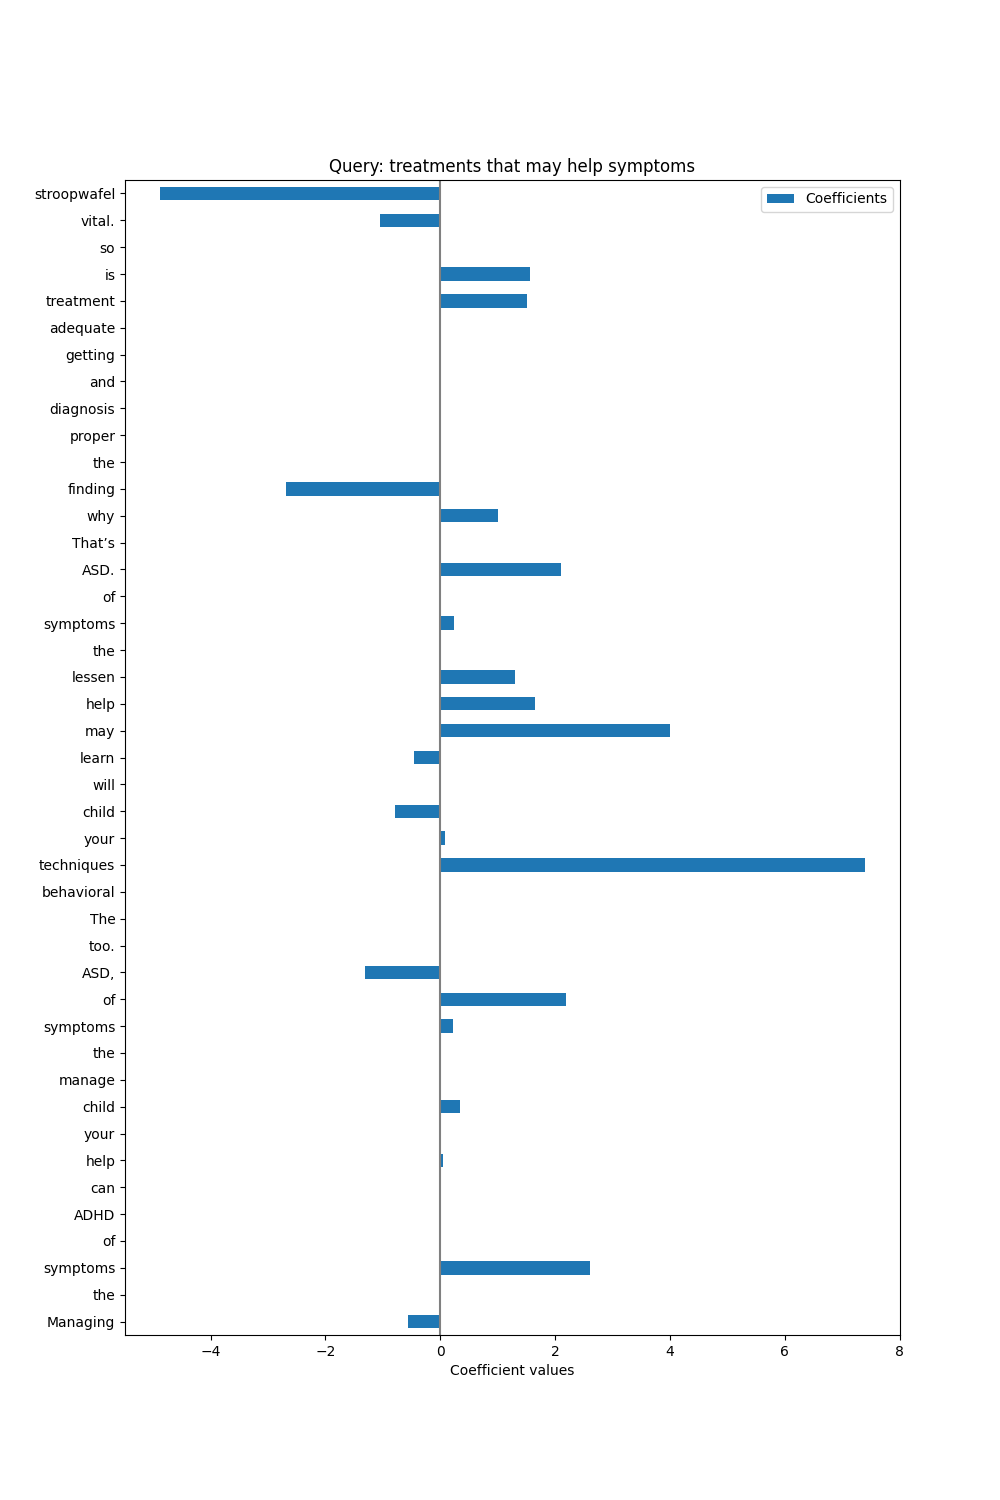 Query: treatments that may help symptoms
Coefficients
stroopwafel
vital.
so
is
treatment
adequate
getting
and
diagnosis
proper
the
finding
why
That’s
ASD.
of
symptoms
the
lessen
help
may
learn
will
child
your
techniques
behavioral
The
too.
ASD,
of
symptoms
the
manage
child
your
help
can
ADHD
of
symptoms
the
Managing
−4 −2 0 2 4 6 8
Coefficient values